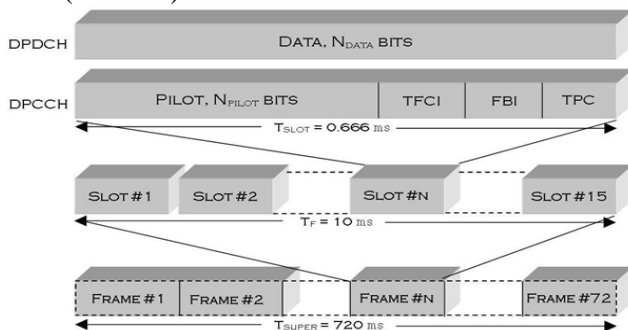 DPDCH DATA, NDATA BITS
DPCCH PILOT, NPILOT BITS TFCI FBI TPC
TSLOT = 0.666 ms
SLOT #1 SLOT #2 SLOT #N SLOT #15
TF = 10 ms
FRAME #1 FRAME #2 FRAME #N FRAME #72
TSUPER = 720 ms